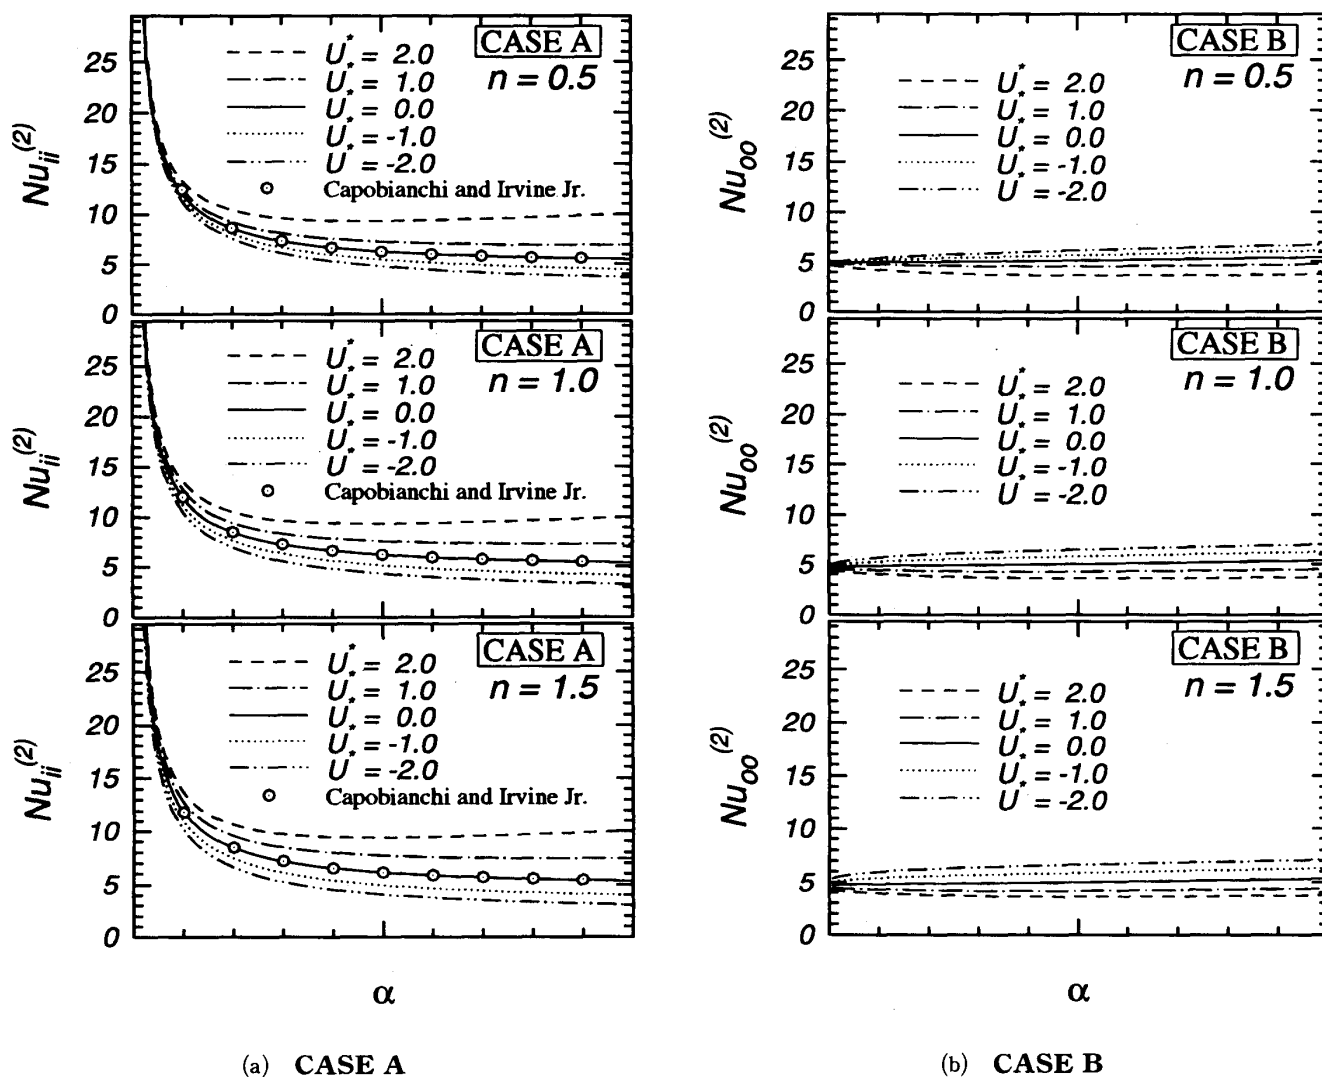 CASE A
n = 0.5
U* = 2.0
U* = 1.0
U* = 0.0
U* = -1.0
U* = -2.0
Capobianchi and Irvine Jr.
Nu_ii^(2)
25
20
15
10
5
0
CASE A
n = 1.0
U* = 2.0
U* = 1.0
U* = 0.0
U* = -1.0
U* = -2.0
Capobianchi and Irvine Jr.
Nu_ii^(2)
25
20
15
10
5
0
CASE A
n = 1.5
U* = 2.0
U* = 1.0
U* = 0.0
U* = -1.0
U* = -2.0
Capobianchi and Irvine Jr.
Nu_ii^(2)
25
20
15
10
5
0
α
(a) CASE A
CASE B
n = 0.5
U* = 2.0
U* = 1.0
U* = 0.0
U* = -1.0
U* = -2.0
Nu_oo^(2)
25
20
15
10
5
0
CASE B
n = 1.0
U* = 2.0
U* = 1.0
U* = 0.0
U* = -1.0
U* = -2.0
Nu_oo^(2)
25
20
15
10
5
0
CASE B
n = 1.5
U* = 2.0
U* = 1.0
U* = 0.0
U* = -1.0
U* = -2.0
Nu_oo^(2)
25
20
15
10
5
0
α
(b) CASE B